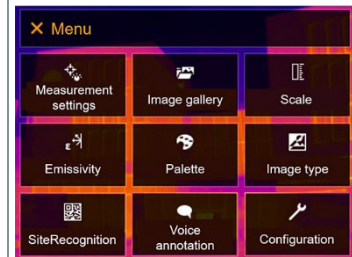 Menu
Measurement
settings
Image gallery
Scale
Emissivity
Palette
Image type
SiteRecognition
Voice
annotation
Configuration